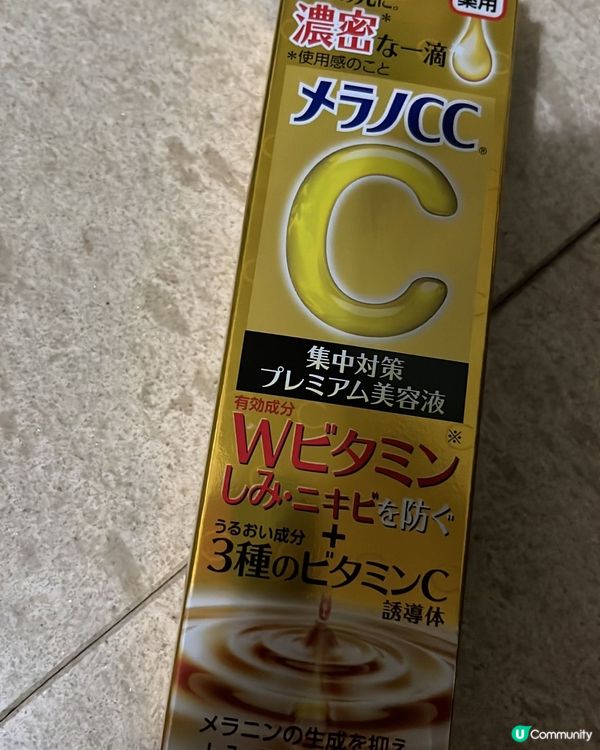 薬用
濃密な一滴
*
*使用感のこと
メラノCC
®
C
集中対策
プレミアム美容液
有効成分
Wビタミン※
しみ・ニキビを防ぐ
+
うるおい成分
3種のビタミンC
誘導体
メラニンの生成を抑え
U Community